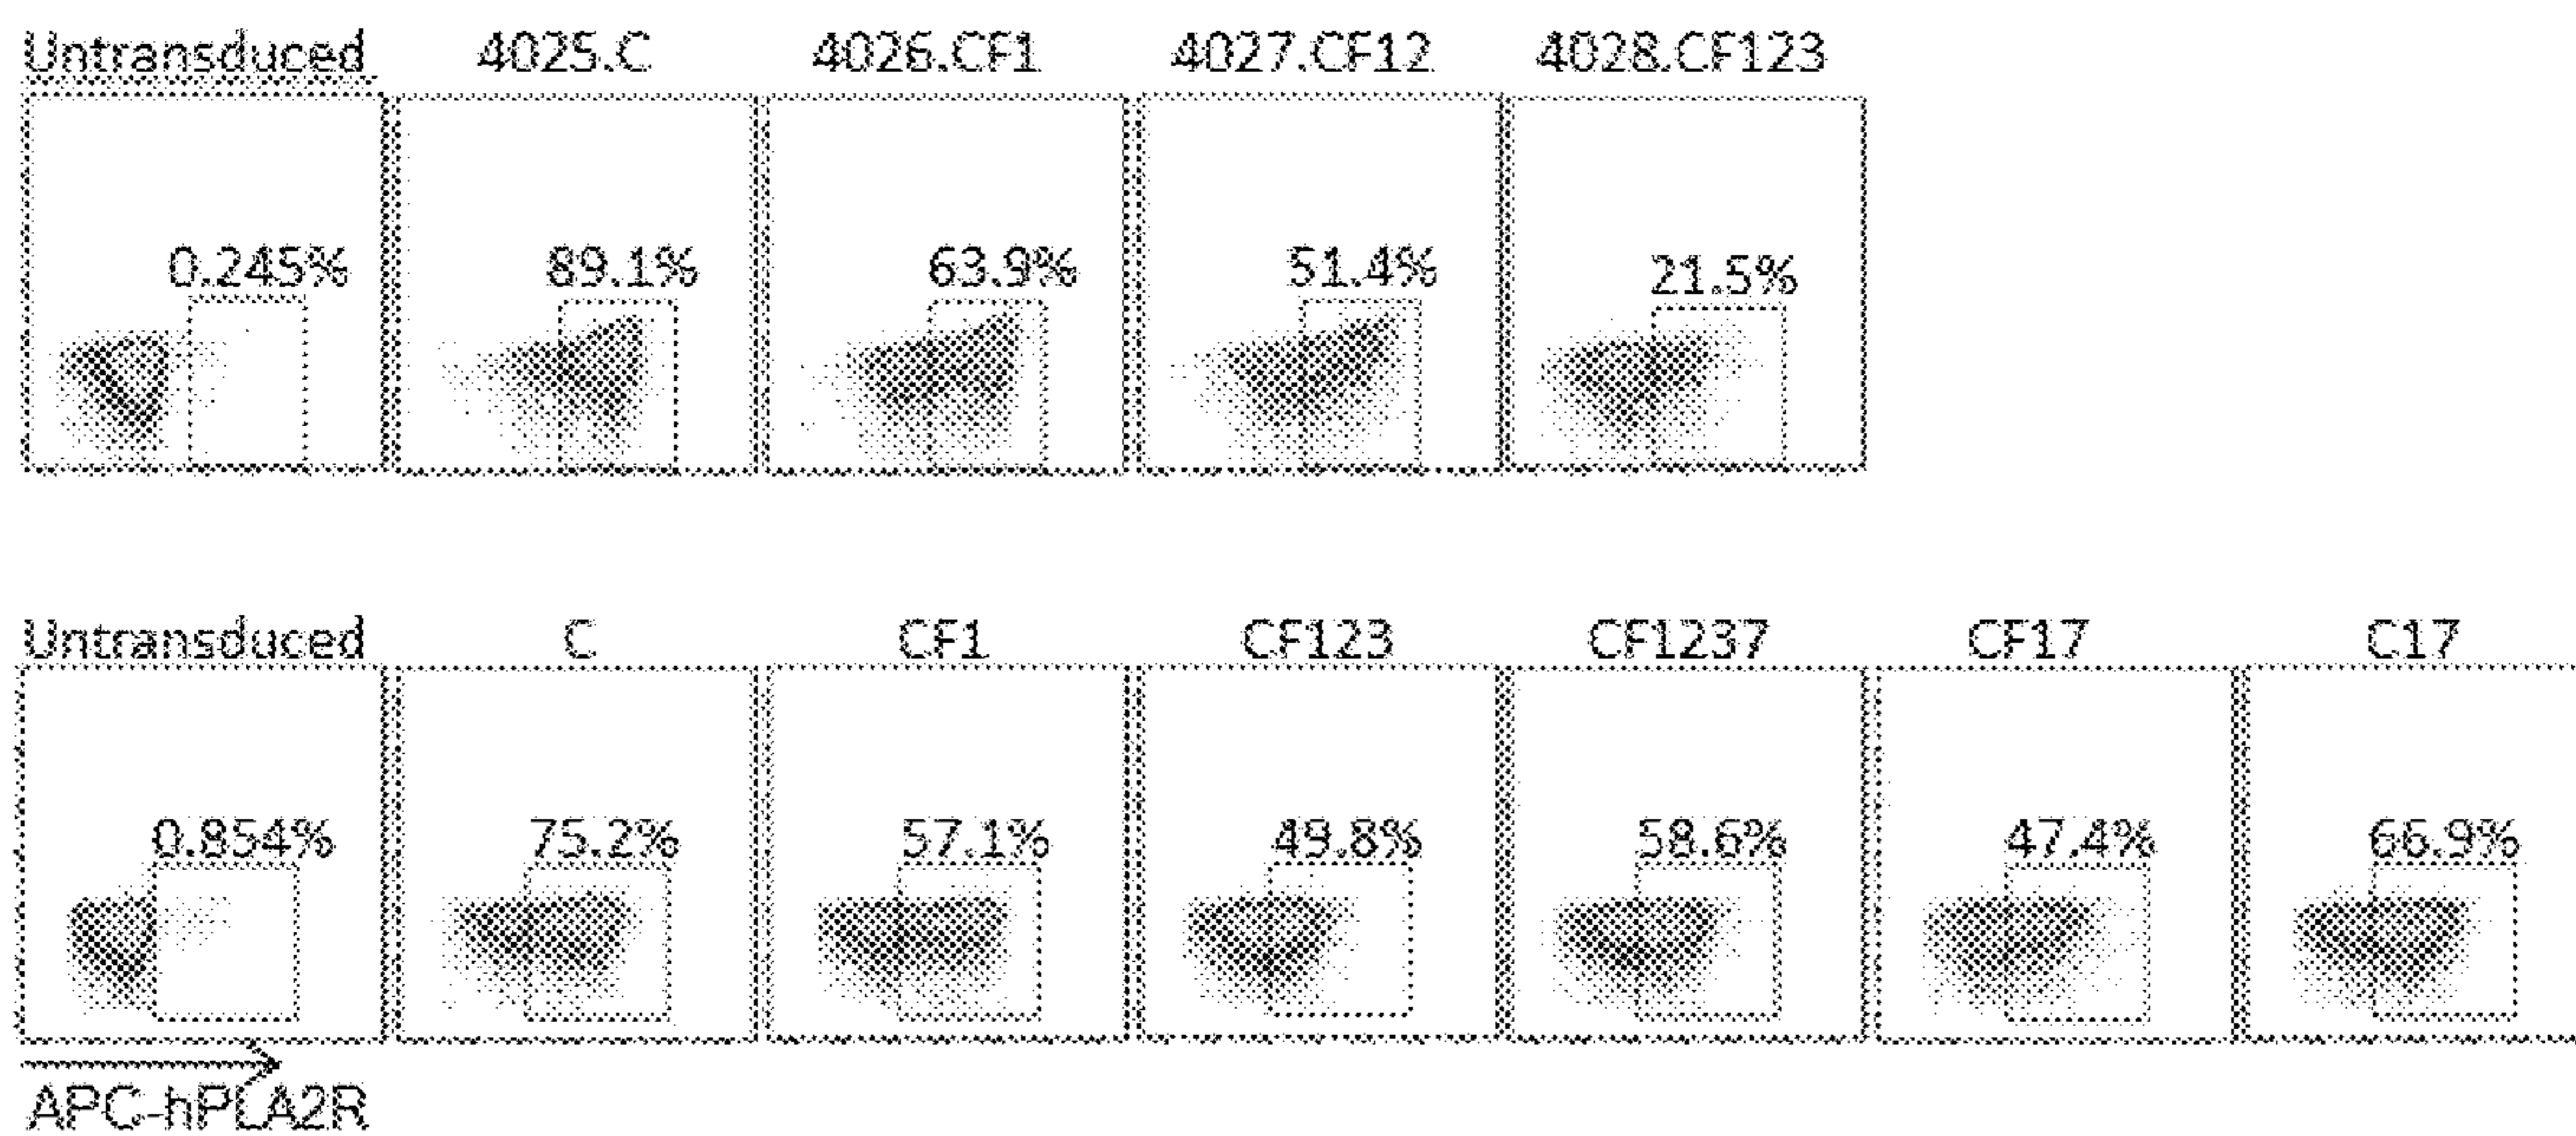 Untransduced 4025.C 4026.CF1 4027.CF12 4028.CF123
0.245% 89.1% 63.9% 51.4% 21.5%
Untransduced C CF1 CF123 CF1237 CF17 C17
0.854% 75.2% 57.1% 49.8% 58.6% 47.4% 66.9%
APC-hPLA2R